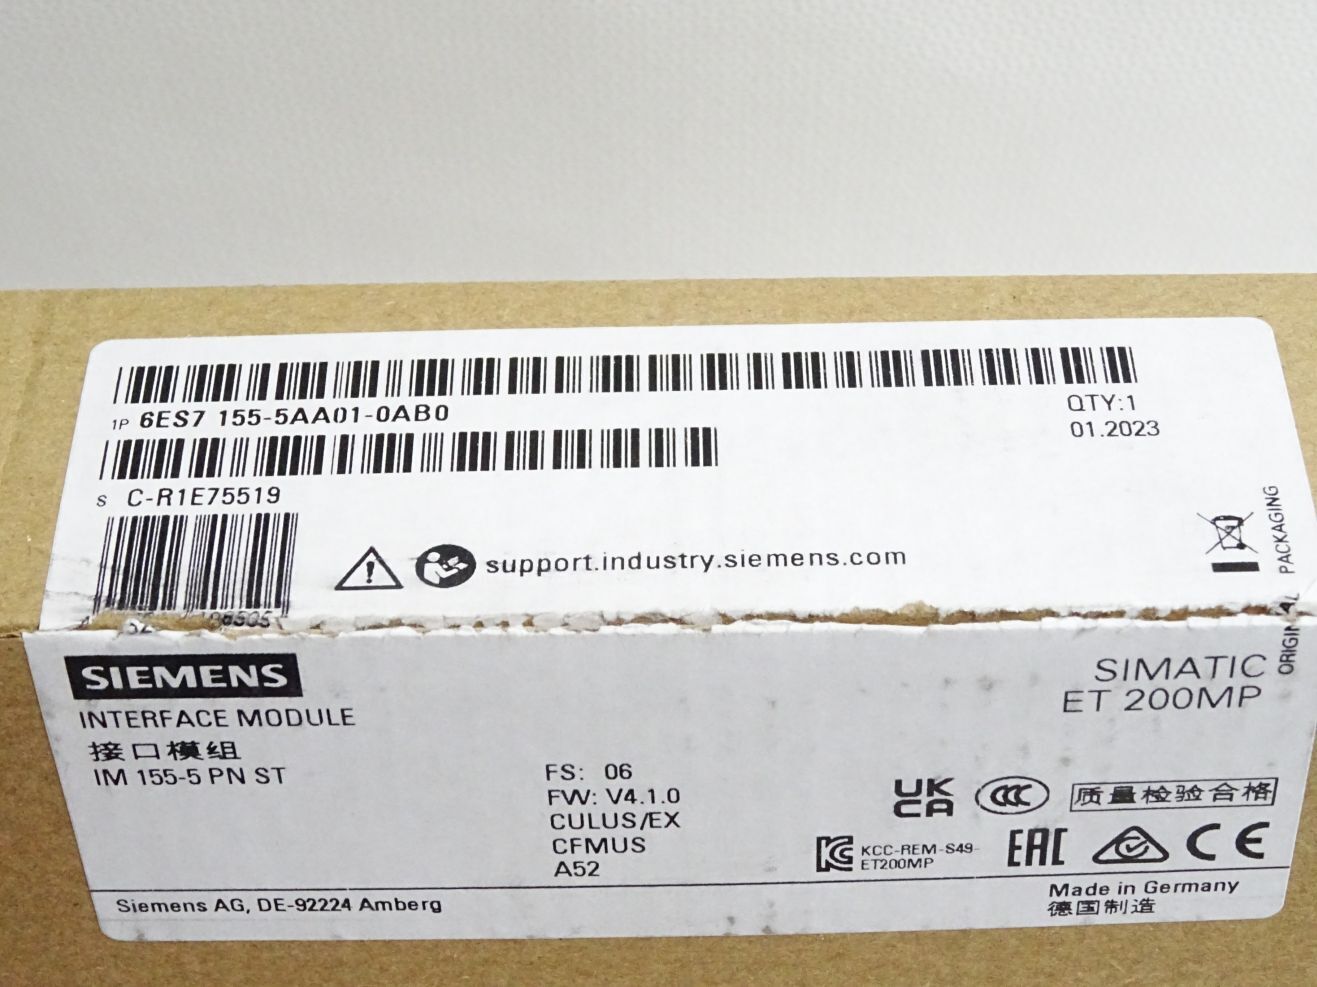 1P 6ES7 155-5AA01-0AB0
QTY:1
01.2023
S C-R1E75519
support.industry.siemens.com
ORIGINAL PACKAGING
SIEMENS
SIMATIC
ET 200MP
INTERFACE MODULE
接口模组
IM 155-5 PN ST
FS: 06
FW: V4.1.0
CULUS/EX
CFMUS
A52
UK
CA
CCC
质量检验合格
KCC-REM-S49-
ET200MP
EAC
CE
Siemens AG, DE-92224 Amberg
Made in Germany
德国制造